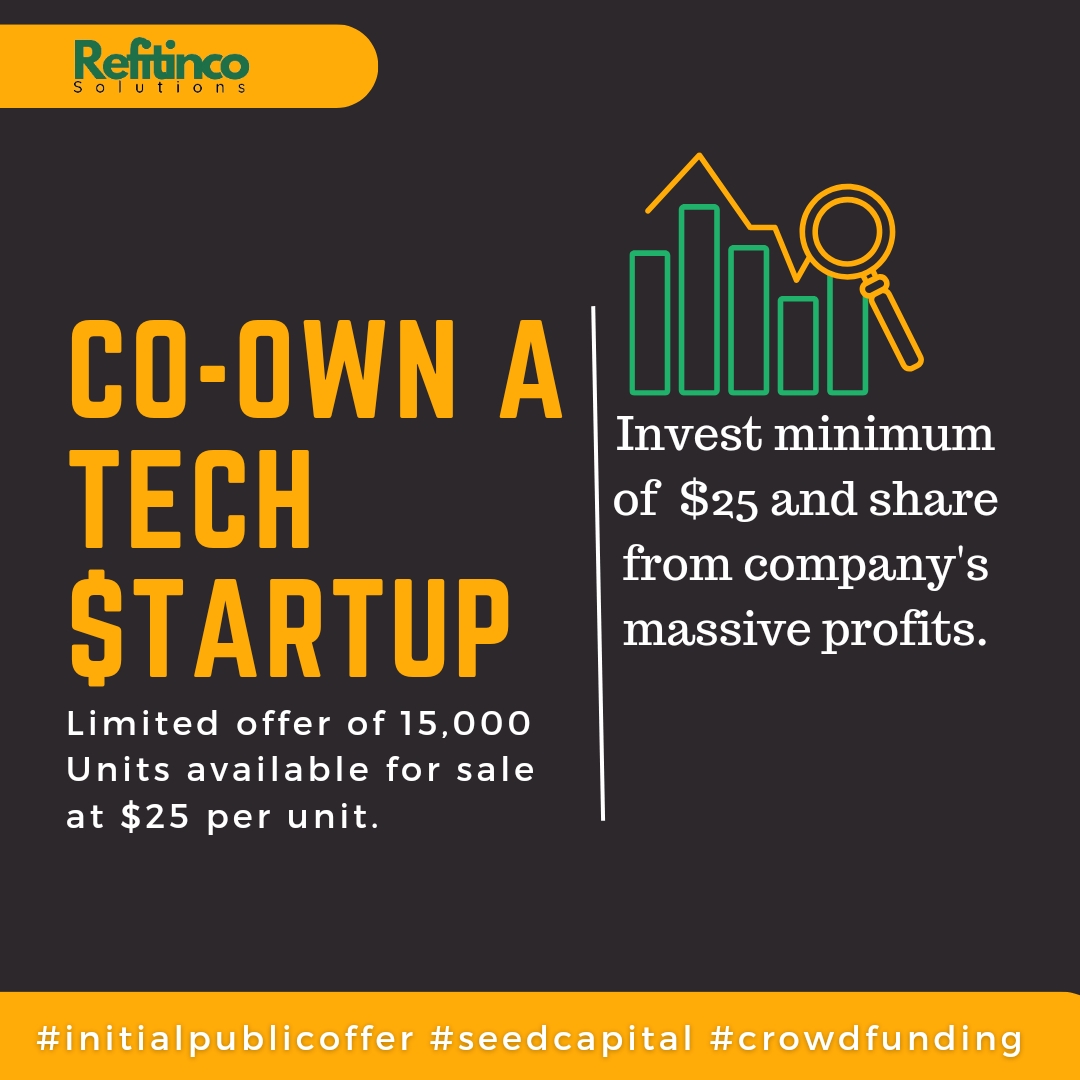 Refitinco
Solutions
CO-OWN A
TECH
$TARTUP
Limited offer of 15,000
Units available for sale
at $25 per unit.
Invest minimum
of $25 and share
from company's
massive profits.
#initialpublicoffer #seedcapital #crowdfunding